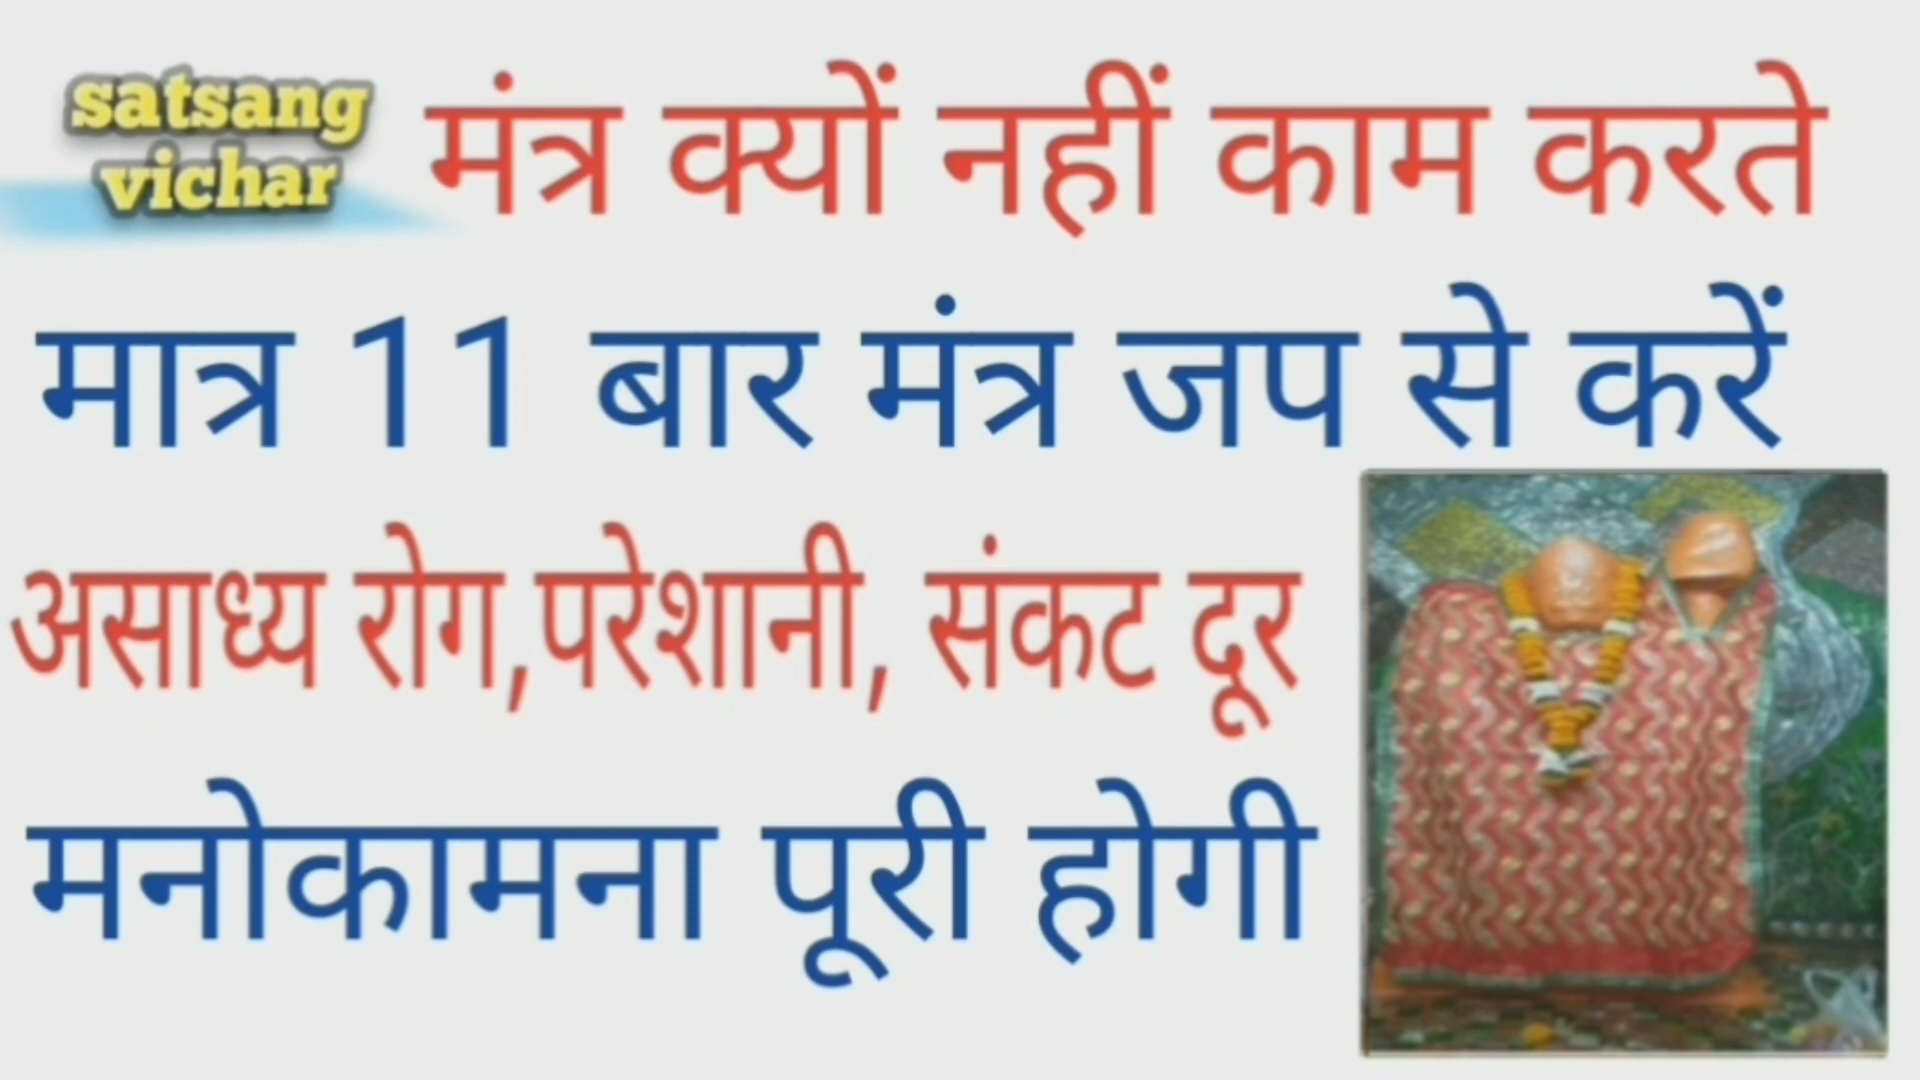 satsang
vichar
मंत्र क्यों नहीं काम करते
मात्र 11 बार मंत्र जप से करें
असाध्य रोग,परेशानी, संकट दूर
मनोकामना पूरी होगी